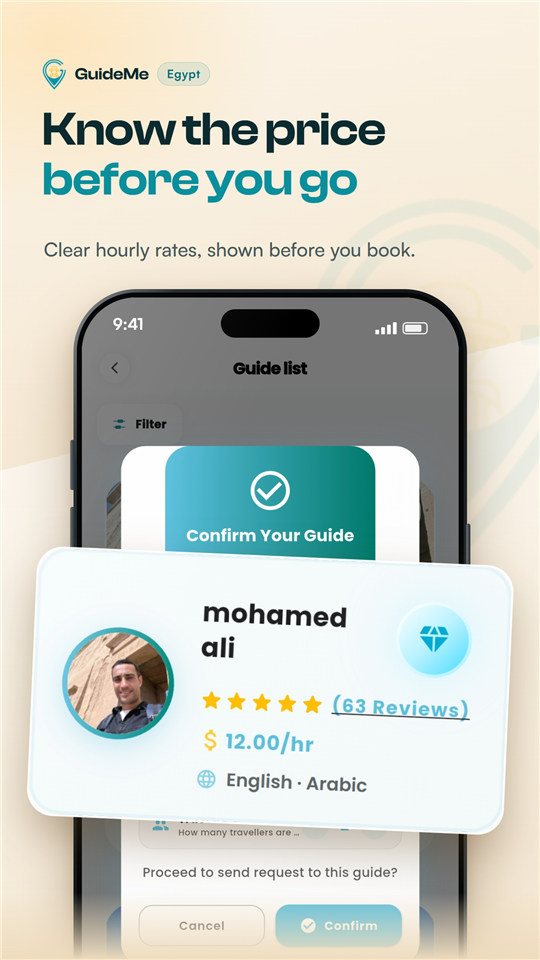 GuideMe Egypt
Know the price
before you go
Clear hourly rates, shown before you book.
9:41
Guide list
Filter
Confirm Your Guide
mohamed
ali
(63 Reviews)
$ 12.00/hr
English · Arabic
How many travellers are ...
Proceed to send request to this guide?
Cancel
Confirm